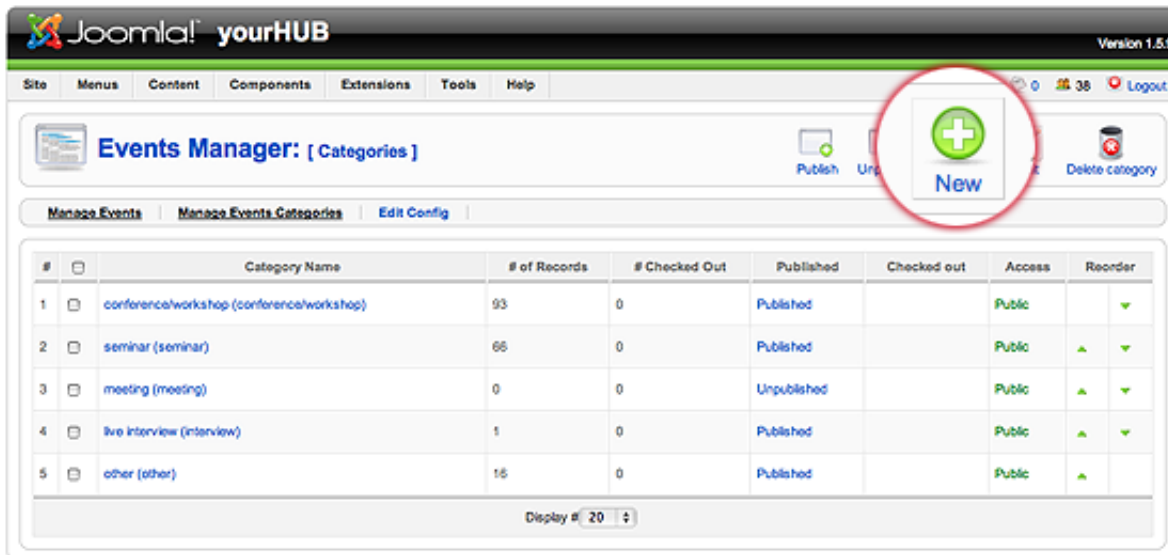 Joomla! yourHUB
Version 1.5.
Site Menus Content Components Extensions Tools Help 0 38 Logout
Events Manager: [ Categories ]
Publish New Delete category
Manage Events Manage Events Categories Edit Config
# Category Name # of Records # Checked Out Published Checked out Access Reorder
1 conference/workshop (conference/workshop) 93 0 Published Public
2 seminar (seminar) 66 0 Published Public
3 meeting (meeting) 0 0 Unpublished Public
4 live interview (interview) 1 0 Published Public
5 other (other) 16 0 Published Public
Display # 20